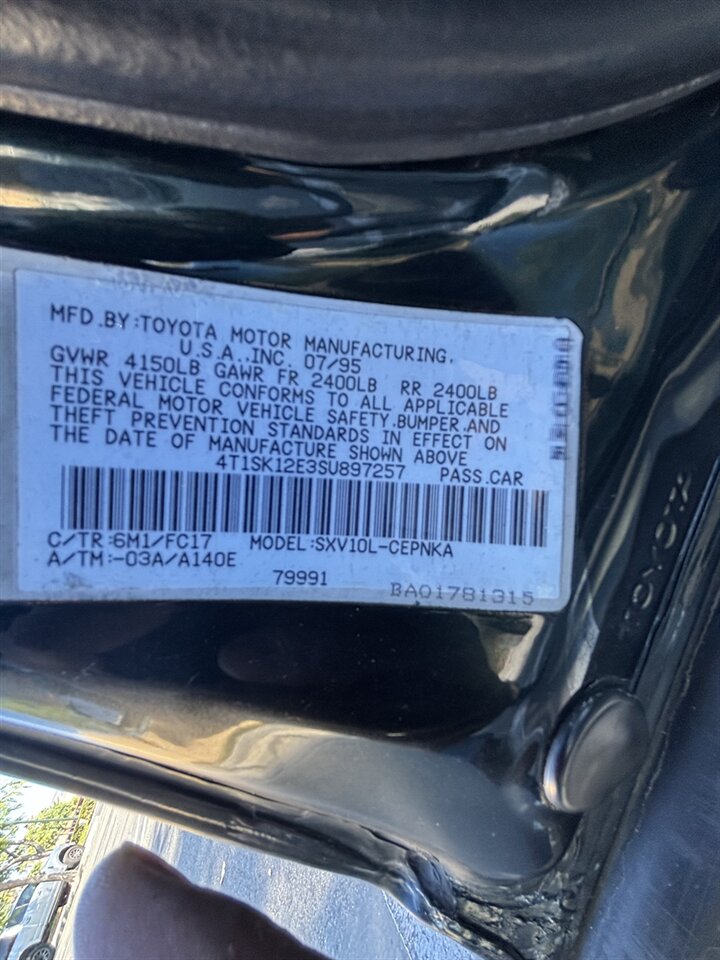 MFD.BY:TOYOTA MOTOR MANUFACTURING,
U.S.A.,INC. 07/95
GVWR 4150LB GAWR FR 2400LB RR 2400LB
THIS VEHICLE CONFORMS TO ALL APPLICABLE
FEDERAL MOTOR VEHICLE SAFETY,BUMPER,AND
THEFT PREVENTION STANDARDS IN EFFECT ON
THE DATE OF MANUFACTURE SHOWN ABOVE
4T1SK12E3SU897257 PASS.CAR
C/TR:6M1/FC17 MODEL:SXV10L-CEPNKA
A/TM:-03A/A140E
79991
BA01781315
TOYOTA